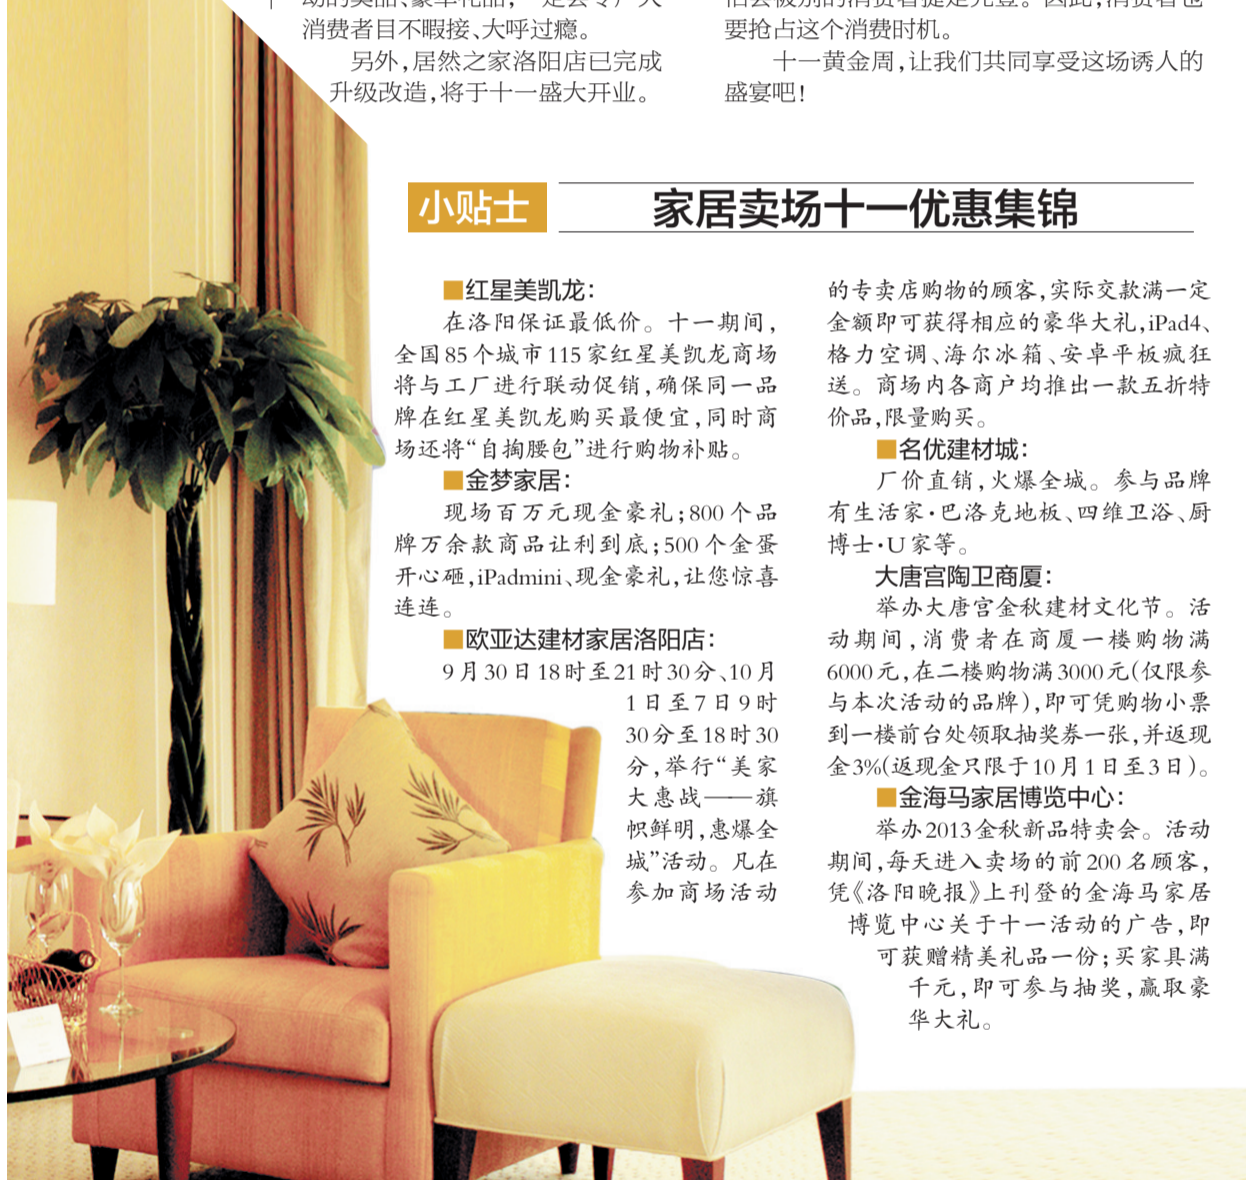 消费者目不暇接、大呼过瘾。
另外,居然之家洛阳店已完成
升级改造,将于十一盛大开业。
要抢占这个消费时机。
十一黄金周,让我们共同享受这场诱人的
盛宴吧!
小贴士
家居卖场十一优惠集锦
■红星美凯龙:
在洛阳保证最低价。十一期间,
全国85个城市115家红星美凯龙商场
将与工厂进行联动促销,确保同一品
牌在红星美凯龙购买最便宜,同时商
场还将“自掏腰包”进行购物补贴。
■金梦家居:
现场百万元现金豪礼;800个品
牌万余款商品让利到底;500个金蛋
开心砸,iPadmini、现金豪礼,让您惊喜
连连。
■欧亚达建材家居洛阳店:
9月30日18时至21时30分、10月
1日至7日9时
30分至18时30
分,举行“美家
大惠战——旗
帜鲜明,惠爆全
城”活动。凡在
参加商场活动
的专卖店购物的顾客,实际交款满一定
金额即可获得相应的豪华大礼,iPad4、
格力空调、海尔冰箱、安卓平板疯狂
送。商场内各商户均推出一款五折特
价品,限量购买。
■名优建材城:
厂价直销,火爆全城。参与品牌
有生活家·巴洛克地板、四维卫浴、厨
博士·U家等。
大唐宫陶卫商厦:
举办大唐宫金秋建材文化节。活
动期间,消费者在商厦一楼购物满
6000元,在二楼购物满3000元(仅限参
与本次活动的品牌),即可凭购物小票
到一楼前台处领取抽奖券一张,并返现
金3%(返现金只限于10月1日至3日)。
■金海马家居博览中心:
举办2013金秋新品特卖会。活动
期间,每天进入卖场的前200名顾客,
凭《洛阳晚报》上刊登的金海马家居
博览中心关于十一活动的广告,即
可获赠精美礼品一份;买家具满
千元,即可参与抽奖,赢取豪
华大礼。